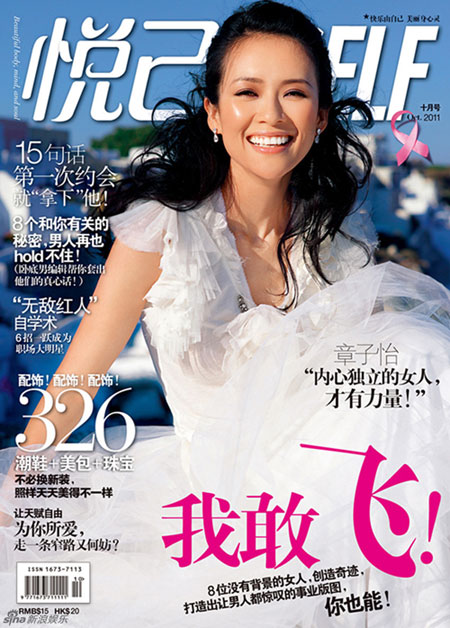 Beautiful body, mind, and soul
*快乐由自己 美丽身心灵
悦己SELF
十月号
Oct. 2011
15句话
第一次约会
就“拿下”他!
8个和你有关的
秘密,男人再也
hold不住!
(卧底男编辑帮你套出
他们的真心话!)
“无敌红人”
自学术
6招一跃成为
职场大明星
章子怡
“内心独立的女人,
才有力量!”
配饰!配饰!配饰!
326
潮鞋+美包+珠宝
不必换新装,
照样天天美得不一样
让天赋自由
为你所爱,
走一条窄路又何妨?
我敢飞!
8位没有背景的女人,创造奇迹,
打造出让男人都惊叹的事业版图,
你也能!
ISSN 1673-7113
10
9771673711111
RMB$15 HK$20
sina新浪娱乐